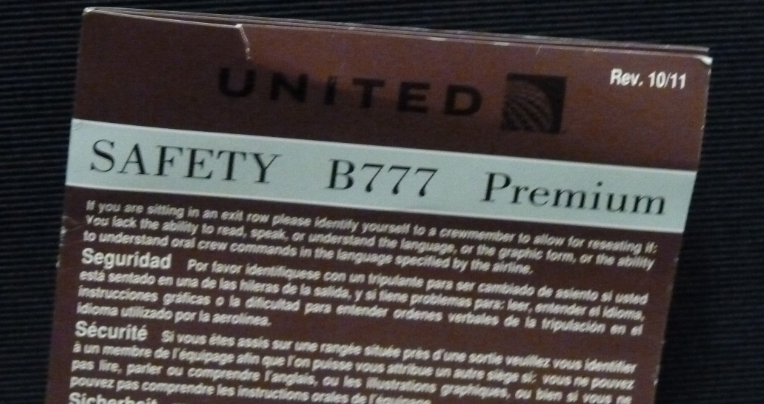 UNITED
Rev. 10/11
SAFETY B777 Premium
If you are sitting in an exit row please identify yourself to a crewmember to allow for reseating if:
You lack the ability to read, speak, or understand the language, or the graphic form, or the ability
to understand oral crew commands in the language specified by the airline.
Seguridad Por favor identifiquese con un tripulante para ser cambiado de asiento si usted
está sentado en una de las hilleras de la salida, y si tiene problemas para: leer, entender el idioma,
instrucciones gráficas o la dificultad para entender ordenes verbales de la tripulación en el
idioma utilizado por la aerolínea.
Sécurité Si vous êtes assis sur une rangée située près d'une sortie veuillez vous identifier
à un membre de l'équipage afin que l'on puisse vous attribue un autre siège si: vous ne pouvez
pas lire, parler ou comprendre l'anglais, ou les illustrations graphiques, ou bien si vous ne
pouvez pas comprendre les instructions orales de l'équipage.
Sicherheit